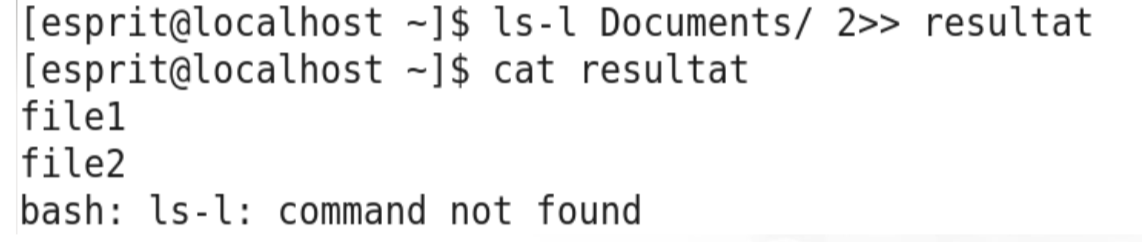 [esprit@localhost ~]$ ls-l Documents/ 2>> resultat
[esprit@localhost ~]$ cat resultat
file1
file2
bash: ls-l: command not found